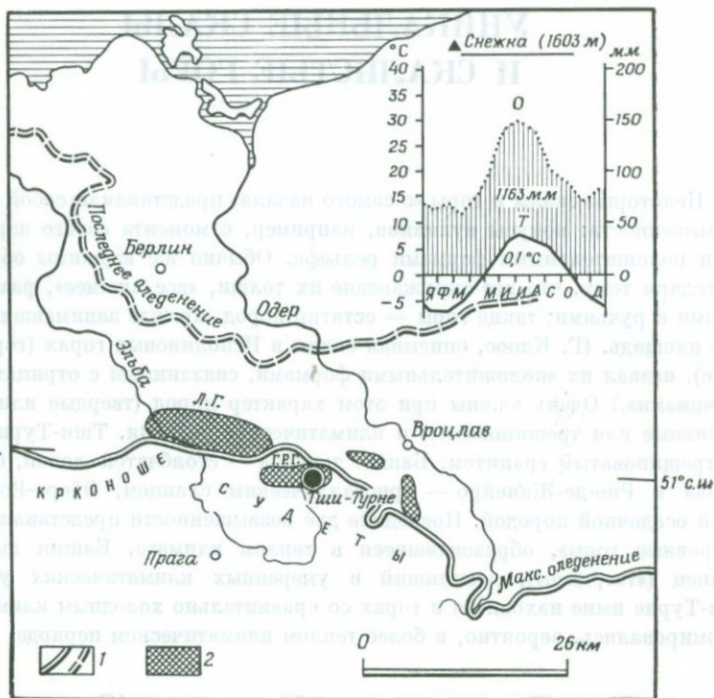 °C
▲ Снежка (1603 м)
мм
40
35
30
25
20
15
10
5
0
−5
200
150
100
50
0
О
1163 мм
Т
0,1 °C
Я Ф М М И И А С О Д
Последнее оледенение
Берлин
Одер
Эльба
Л.Г.
Вроцлав
КРКОНОШЕ
Г.Р.Г.
Тши-Турне
СУДЕТЫ
51° с.ш
Прага
Макс. оледенение
1
2
0
26 км